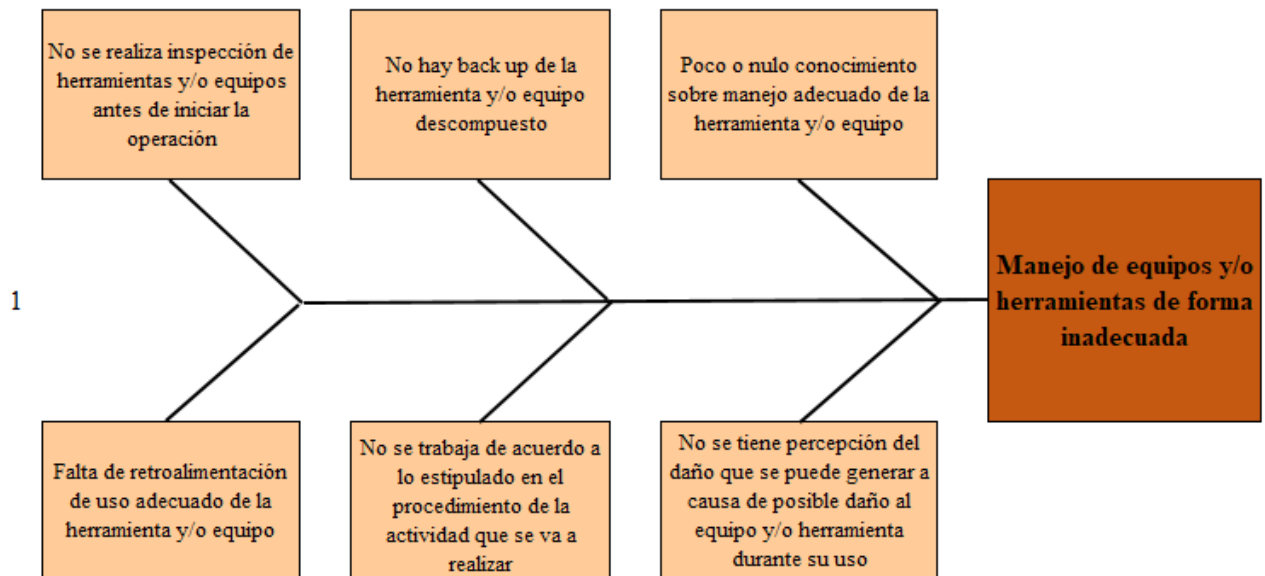 No se realiza inspección de
herramientas y/o equipos
antes de iniciar la
operación
No hay back up de la
herramienta y/o equipo
descompuesto
Poco o nulo conocimiento
sobre manejo adecuado de la
herramienta y/o equipo
1
Manejo de equipos y/o
herramientas de forma
inadecuada
Falta de retroalimentación
de uso adecuado de la
herramienta y/o equipo
No se trabaja de acuerdo a
lo estipulado en el
procedimiento de la
actividad que se va a
realizar
No se tiene percepción del
daño que se puede generar a
causa de posible daño al
equipo y/o herramienta
durante su uso